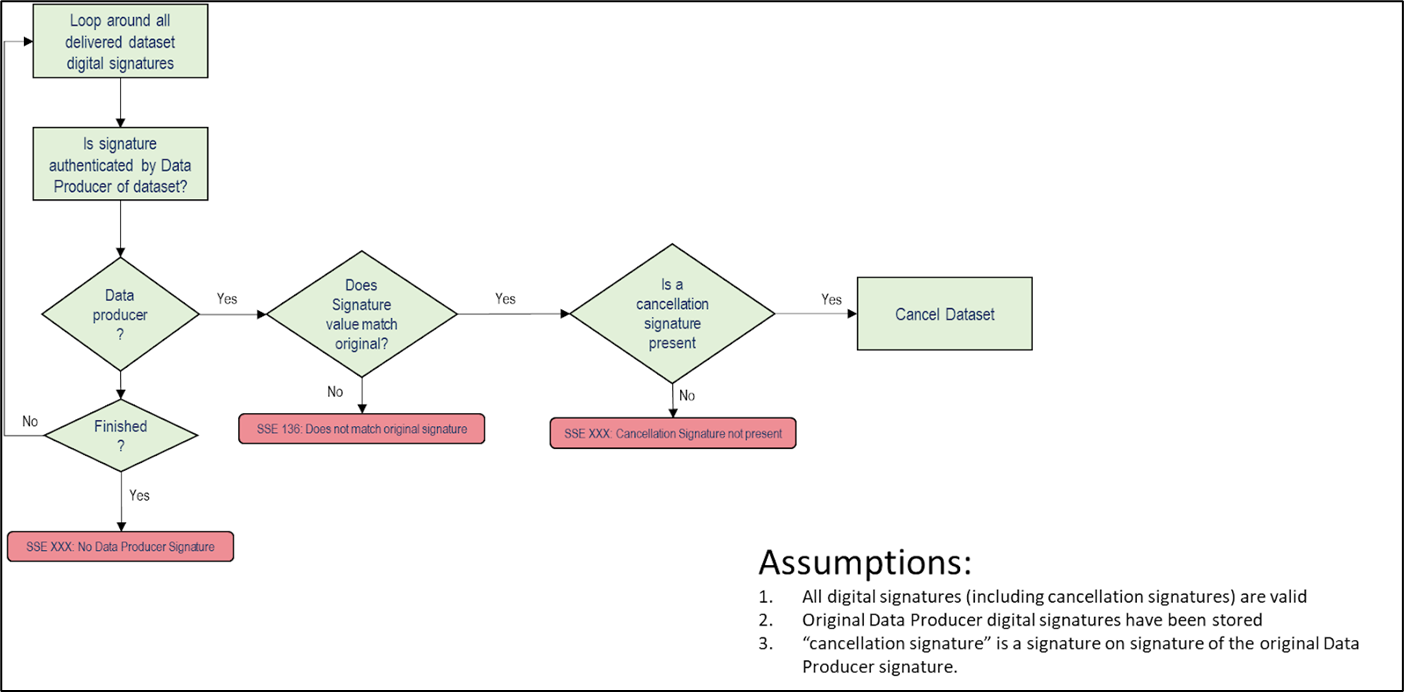 Loop around all
delivered dataset
digital signatures
Is signature
authenticated by Data
Producer of dataset?
Data
producer
?
Yes
Does
Signature
value match
original?
Yes
Is a
cancellation
signature
present
Yes
Cancel Dataset
No
No
No
Finished
?
SSE 136: Does not match original signature
SSE XXX: Cancellation Signature not present
Yes
SSE XXX: No Data Producer Signature
Assumptions:
1. All digital signatures (including cancellation signatures) are valid
2. Original Data Producer digital signatures have been stored
3. “cancellation signature” is a signature on signature of the original Data
Producer signature.